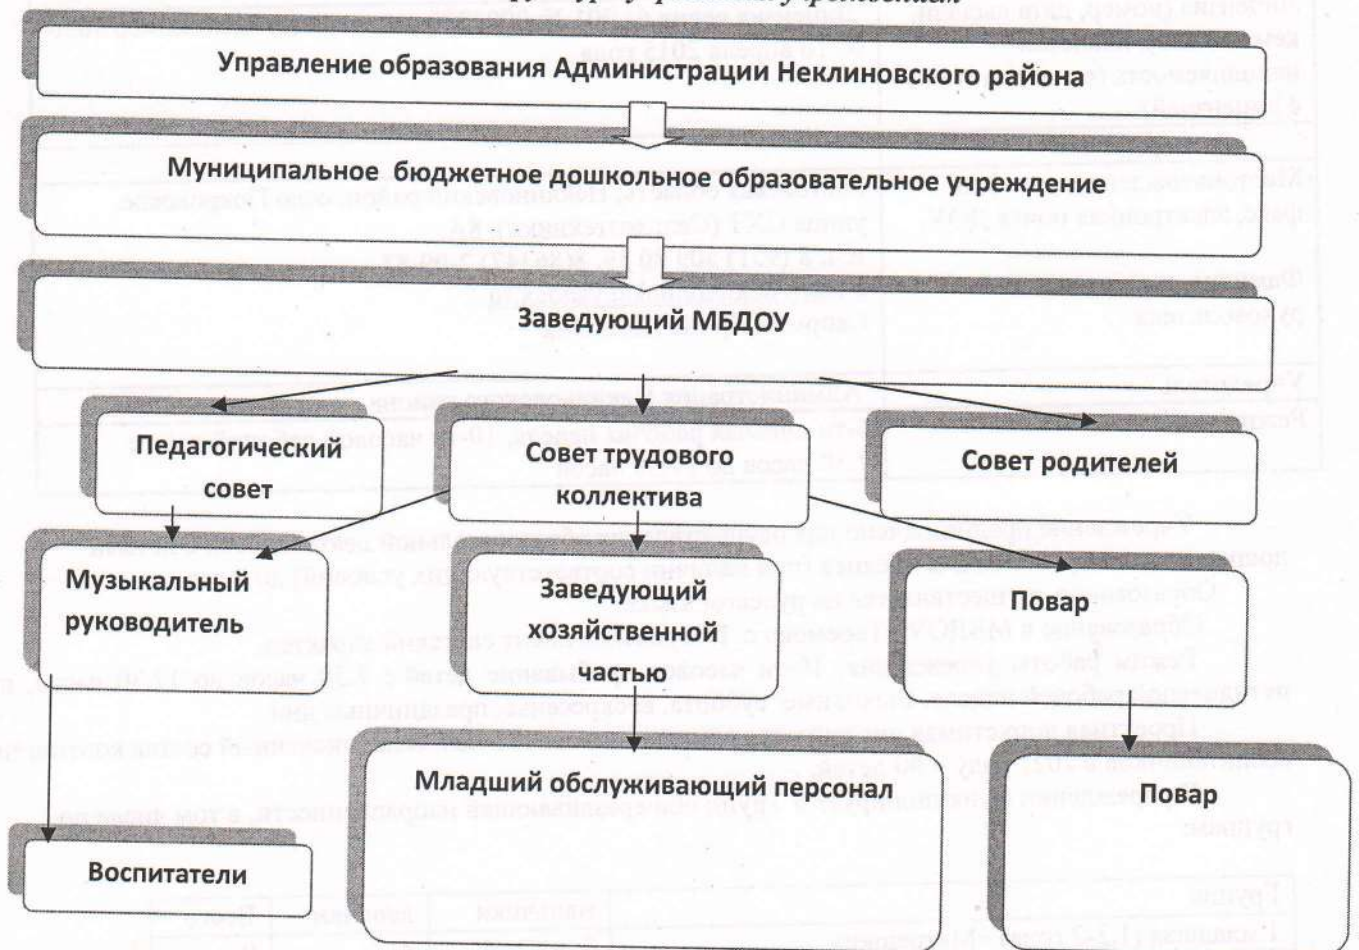 Управление образования Администрации Неклиновского района
Муниципальное бюджетное дошкольное образовательное учреждение
Заведующий МБДОУ
Педагогический
совет
Совет трудового
коллектива
Совет родителей
Музыкальный
руководитель
Заведующий
хозяйственной
частью
Повар
Младший обслуживающий персонал
Повар
Воспитатели